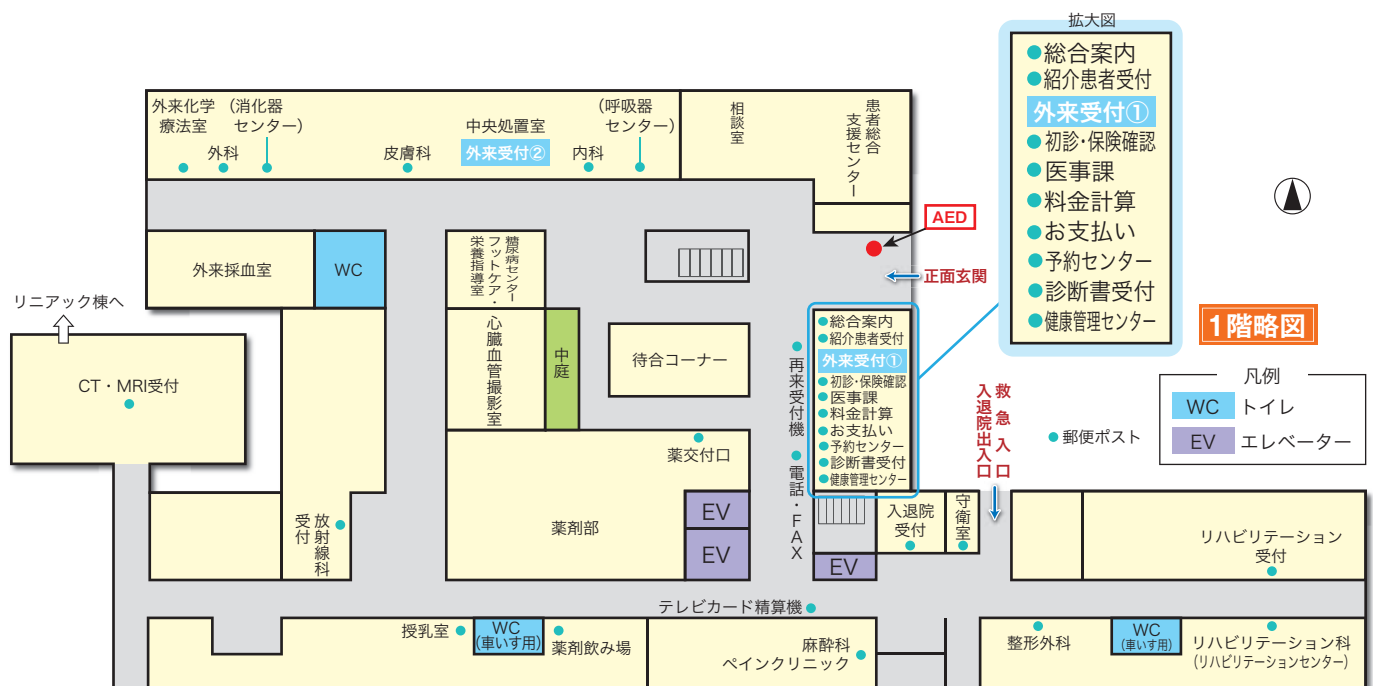 拡大図
●総合案内
●紹介患者受付
外来受付①
●初診・保険確認
●医事課
●料金計算
●お支払い
●予約センター
●診断書受付
●健康管理センター
外来化学
療法室
(消化器
センター)
外科
皮膚科
中央処置室
外来受付②
(呼吸器
センター)
内科
相談室
患者総合
支援センター
AED
正面玄関
外来採血室
WC
糖尿病センター
フットケア・
栄養指導室
リニアック棟へ
CT・MRI受付
心臓血管撮影室
中庭
待合コーナー
再来受付機
●総合案内
●紹介患者受付
外来受付①
●初診・保険確認
●医事課
●料金計算
●お支払い
●予約センター
●診断書受付
●健康管理センター
1階略図
凡例
WC トイレ
EV エレベーター
救急入口
入退院出入口
●郵便ポスト
薬交付口
電話・FAX
放射線科
受付
薬剤部
EV
EV
EV
入退院
受付
守衛室
リハビリテーション
受付
テレビカード精算機
授乳室
WC
(車いす用)
薬剤飲み場
麻酔科
ペインクリニック
整形外科
WC
(車いす用)
リハビリテーション科
(リハビリテーションセンター)